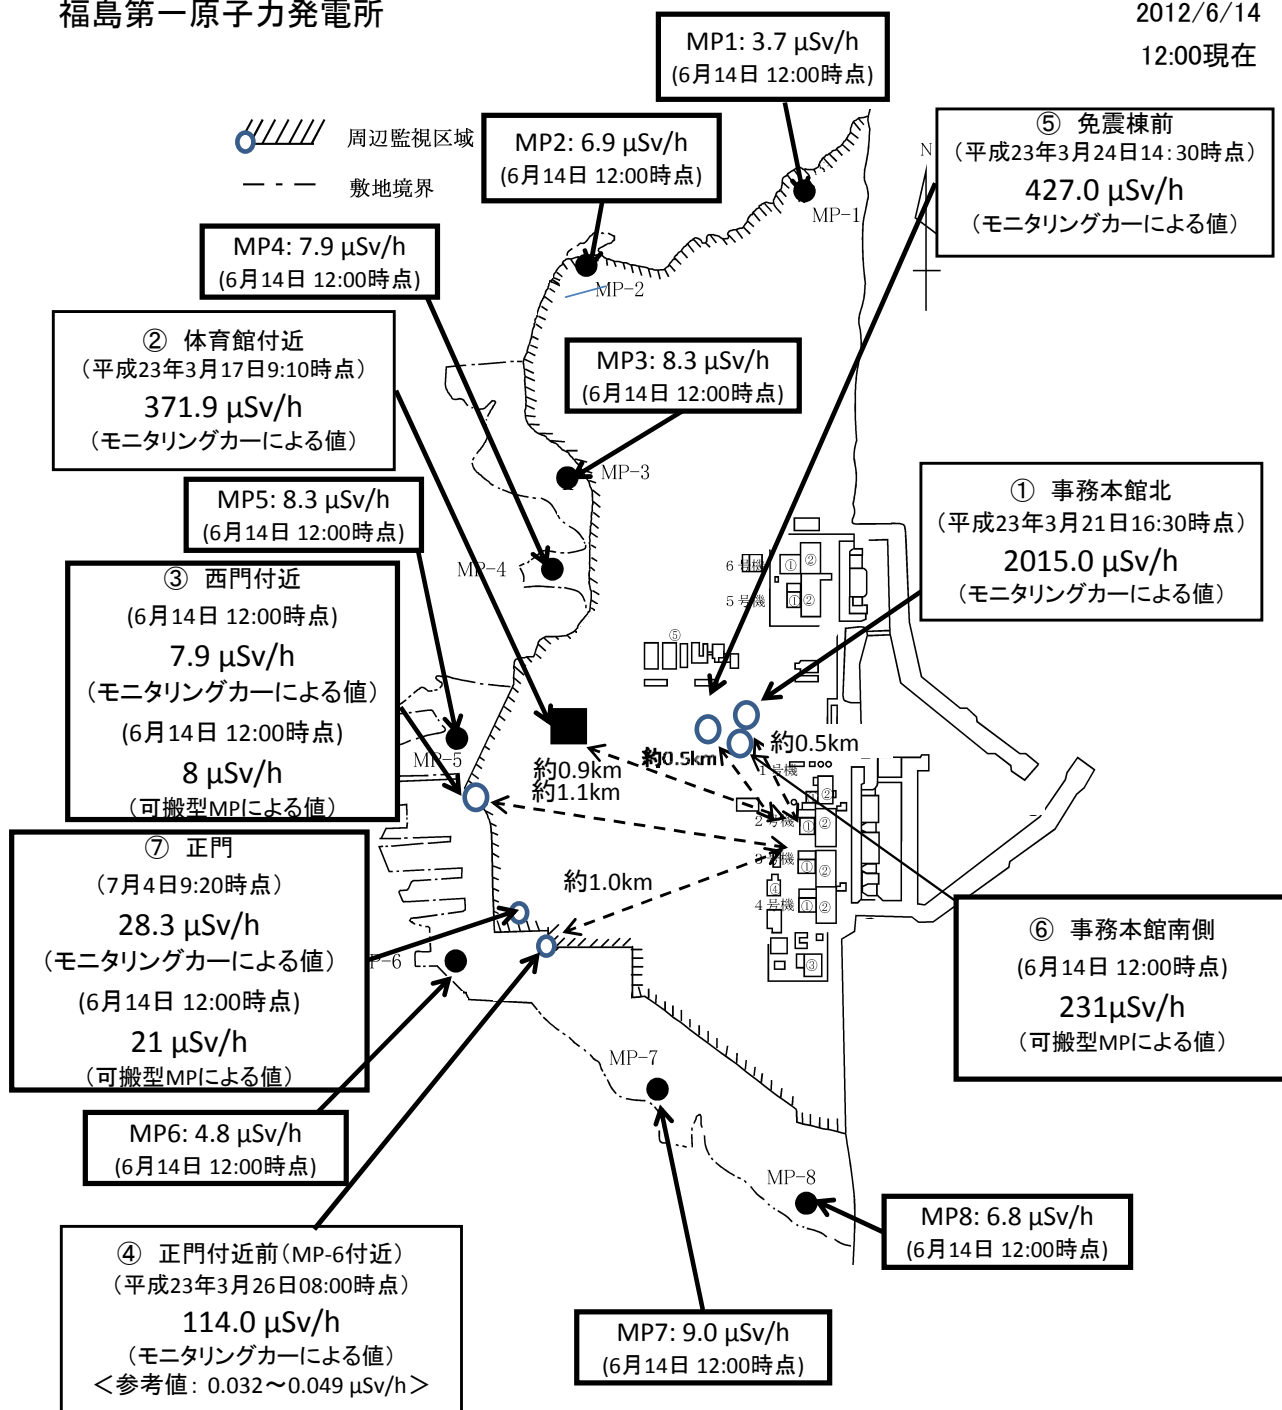 福島第一原子力発電所
2012/6/14
12:00現在
周辺監視区域
敷地境界
MP1: 3.7 µSv/h
(6月14日 12:00時点)
MP2: 6.9 µSv/h
(6月14日 12:00時点)
⑤ 免震棟前
(平成23年3月24日14:30時点)
427.0 µSv/h
(モニタリングカーによる値)
N
MP-1
MP4: 7.9 µSv/h
(6月14日 12:00時点)
MP-2
② 体育館付近
(平成23年3月17日9:10時点)
371.9 µSv/h
(モニタリングカーによる値)
MP3: 8.3 µSv/h
(6月14日 12:00時点)
MP-3
MP5: 8.3 µSv/h
(6月14日 12:00時点)
① 事務本館北
(平成23年3月21日16:30時点)
2015.0 µSv/h
(モニタリングカーによる値)
MP-4
③ 西門付近
(6月14日 12:00時点)
7.9 µSv/h
(モニタリングカーによる値)
(6月14日 12:00時点)
8 µSv/h
(可搬型MPによる値)
6号機
①
②
5号機
①
②
⑤
MP-5
約0.9km
約1.1km
約0.5km
約0.5km
1号機
②
2号機
①
②
3号機
①
②
④
4号機
①
②
③
約1.0km
⑦ 正門
(7月4日9:20時点)
28.3 µSv/h
(モニタリングカーによる値)
(6月14日 12:00時点)
21 µSv/h
(可搬型MPによる値)
P-6
⑥ 事務本館南側
(6月14日 12:00時点)
231µSv/h
(可搬型MPによる値)
MP-7
MP6: 4.8 µSv/h
(6月14日 12:00時点)
MP-8
MP8: 6.8 µSv/h
(6月14日 12:00時点)
④ 正門付近前(MP-6付近)
(平成23年3月26日08:00時点)
114.0 µSv/h
(モニタリングカーによる値)
<参考値: 0.032～0.049 µSv/h>
MP7: 9.0 µSv/h
(6月14日 12:00時点)